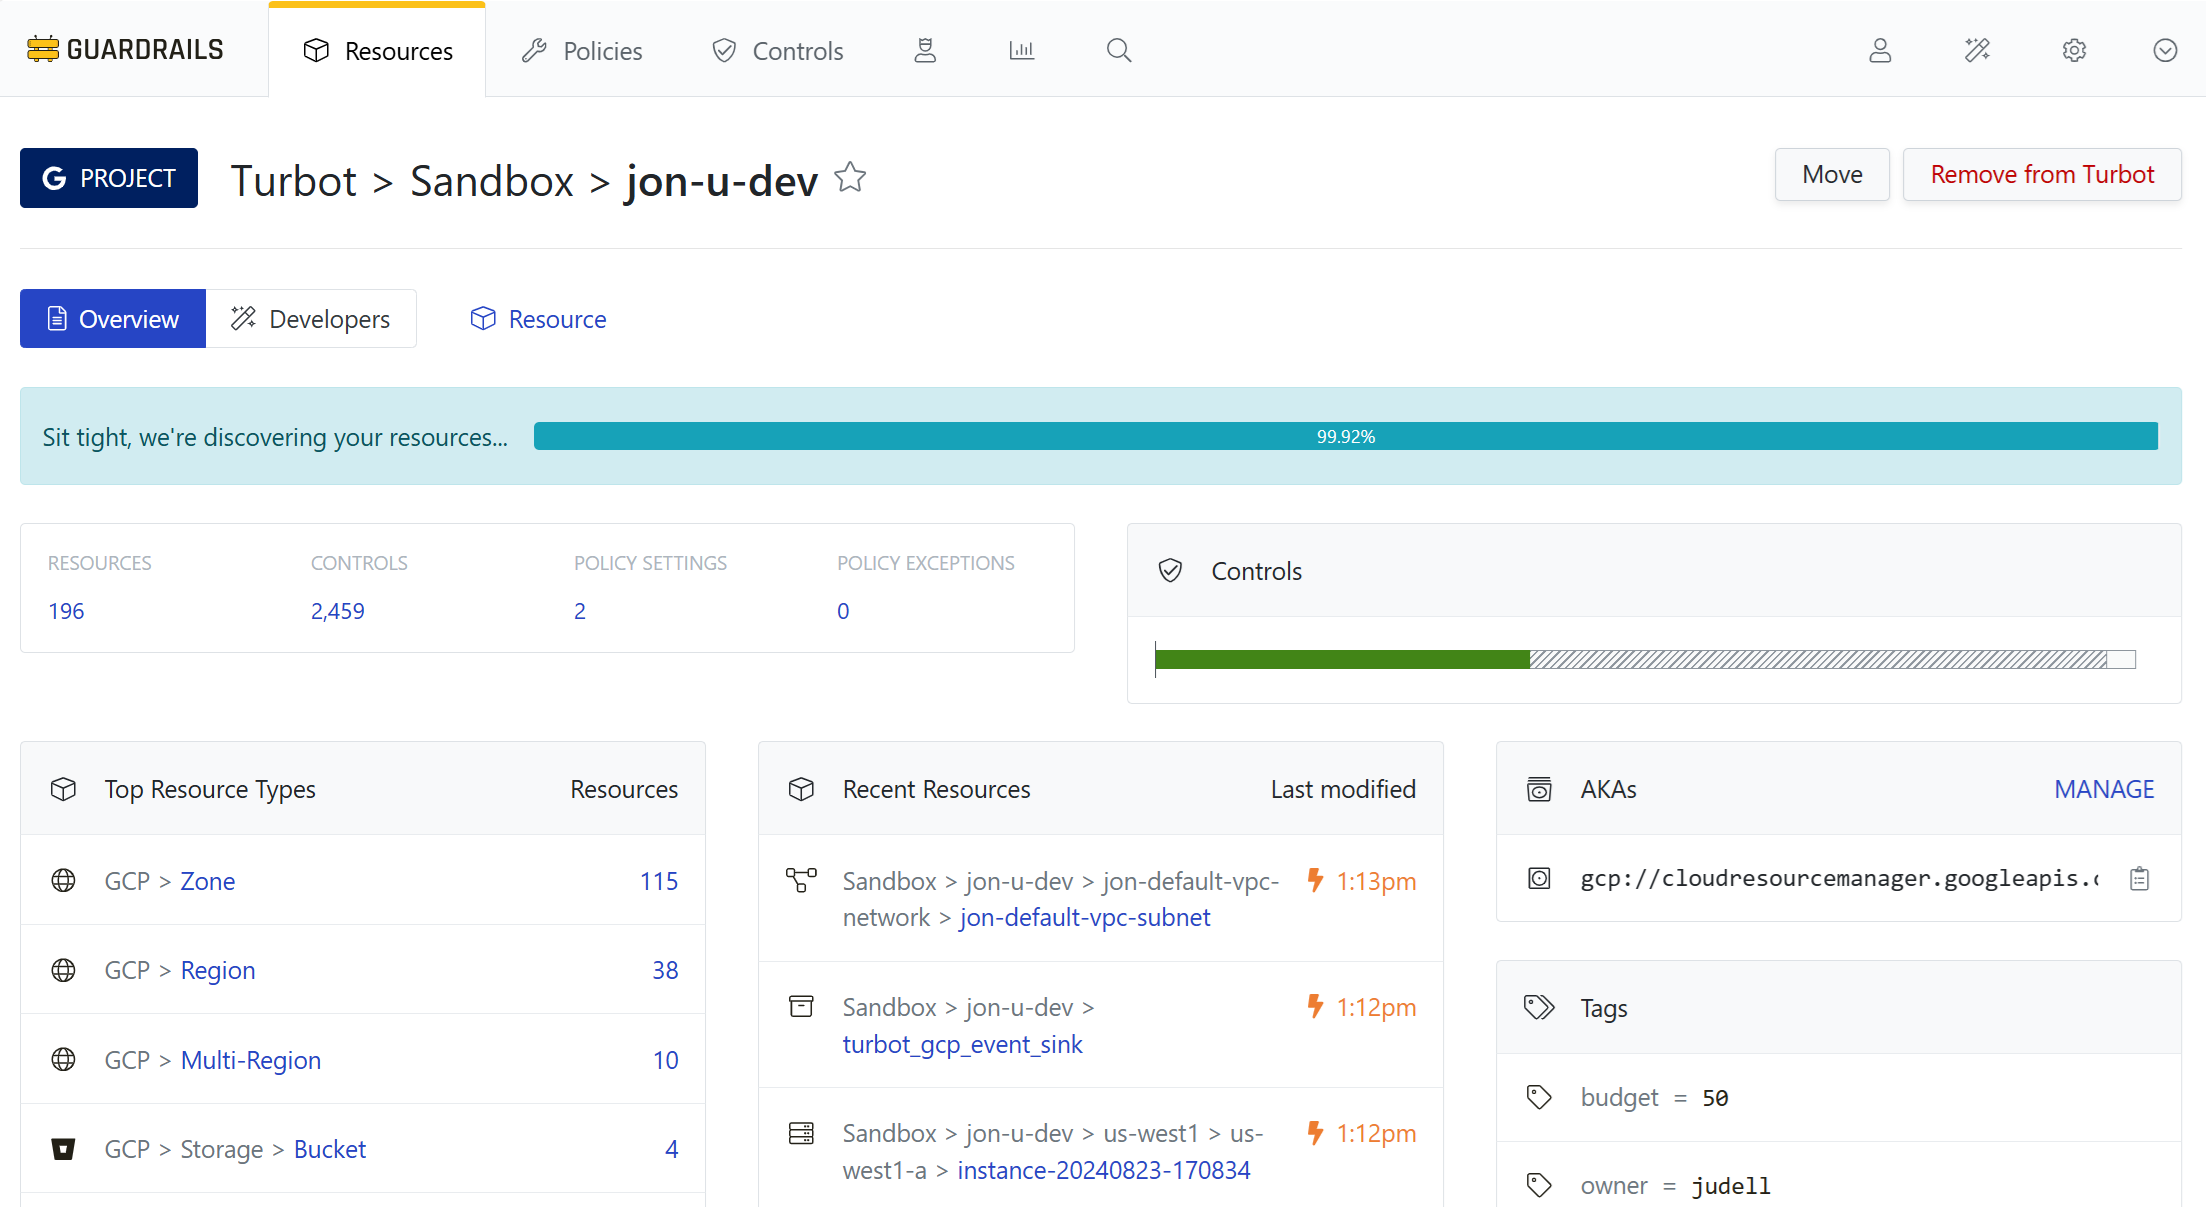 GUARDRAILS
Resources
Policies
Controls
G PROJECT
Turbot > Sandbox > jon-u-dev
Move
Remove from Turbot
Overview
Developers
Resource
Sit tight, we're discovering your resources...
99.92%
RESOURCES
CONTROLS
POLICY SETTINGS
POLICY EXCEPTIONS
196
2,459
2
0
Controls
Top Resource Types
Resources
GCP > Zone
115
GCP > Region
38
GCP > Multi-Region
10
GCP > Storage > Bucket
4
Recent Resources
Last modified
Sandbox > jon-u-dev > jon-default-vpc-
network > jon-default-vpc-subnet
1:13pm
Sandbox > jon-u-dev >
turbot_gcp_event_sink
1:12pm
Sandbox > jon-u-dev > us-west1 > us-
west1-a > instance-20240823-170834
1:12pm
AKAs
MANAGE
gcp://cloudresourcemanager.googleapis.c
Tags
budget = 50
owner = judell